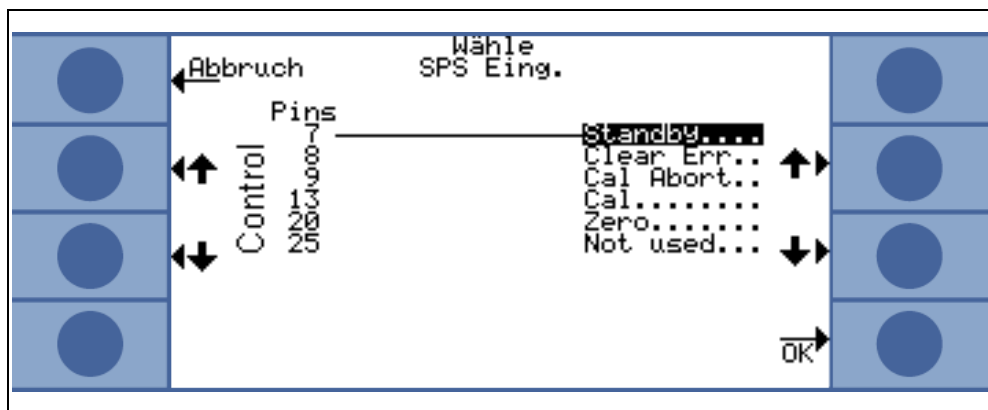 Wähle
Abbruch SPS Eing.
Pins
7 Standby....
8 Clear Err..
9 Cal Abort..
13 Cal........
20 Zero.......
25 Not used...
Control
OK